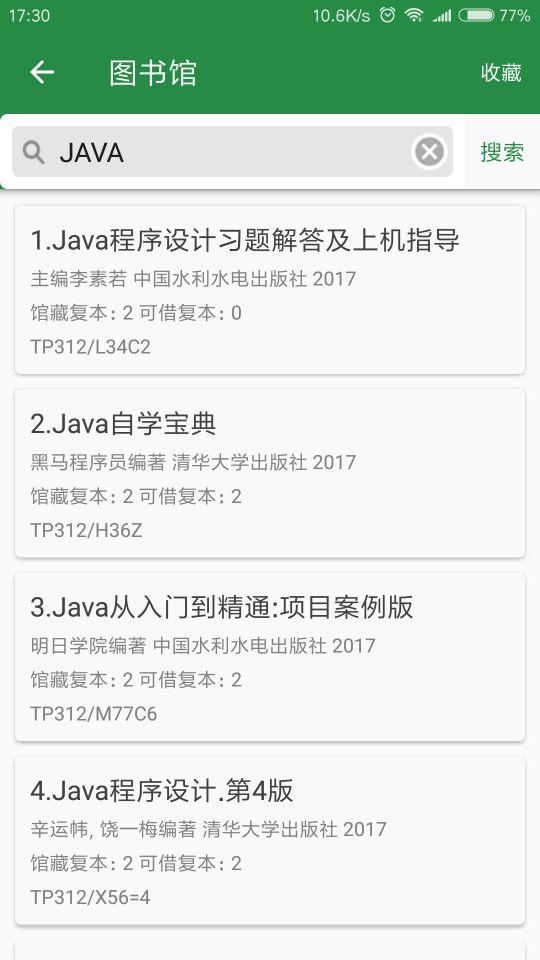 17:30
10.6K/s 77%
图书馆
收藏
JAVA
搜索
1.Java程序设计习题解答及上机指导
主编李素若 中国水利水电出版社 2017
馆藏复本: 2 可借复本: 0
TP312/L34C2
2.Java自学宝典
黑马程序员编著 清华大学出版社 2017
馆藏复本: 2 可借复本: 2
TP312/H36Z
3.Java从入门到精通:项目案例版
明日学院编著 中国水利水电出版社 2017
馆藏复本: 2 可借复本: 2
TP312/M77C6
4.Java程序设计.第4版
辛运帏, 饶一梅编著 清华大学出版社 2017
馆藏复本: 2 可借复本: 2
TP312/X56=4